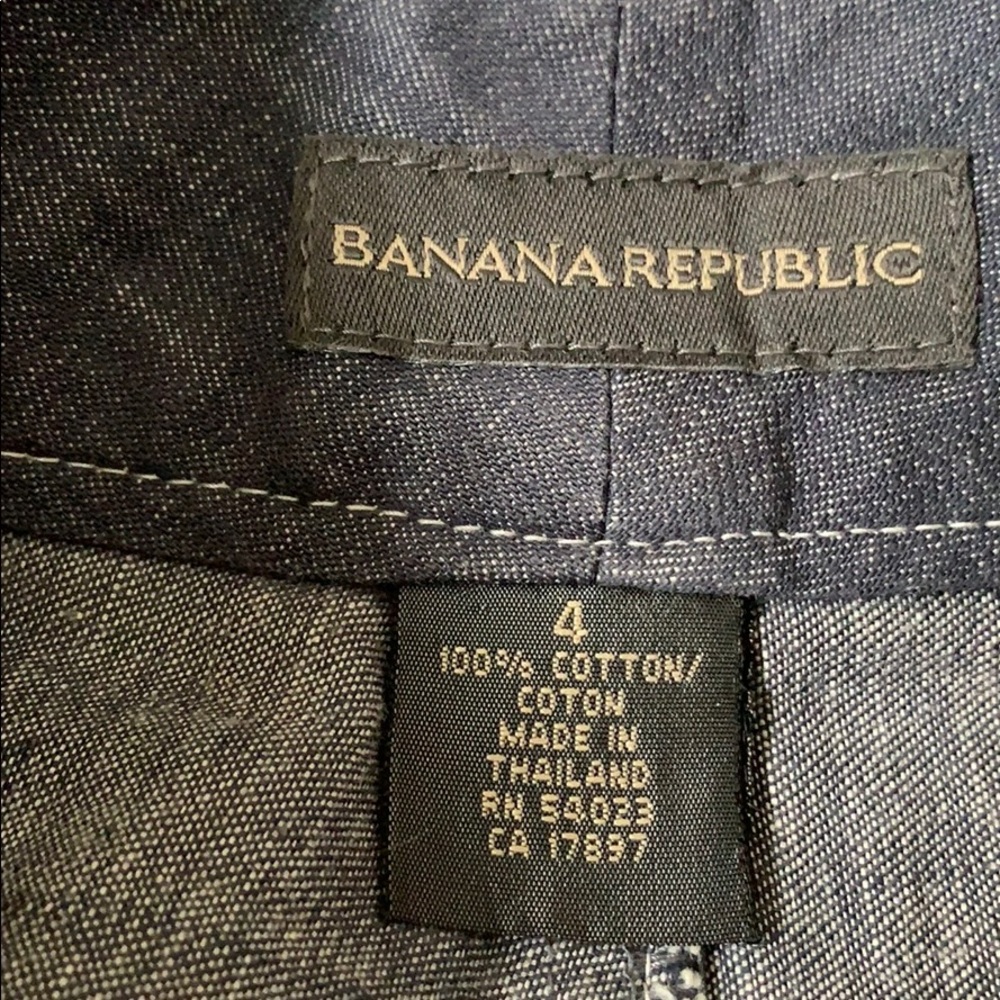 BANANA REPUBLIC
4
100% COTTON/
COTON
MADE IN
THAILAND
RN 54023
CA 17897